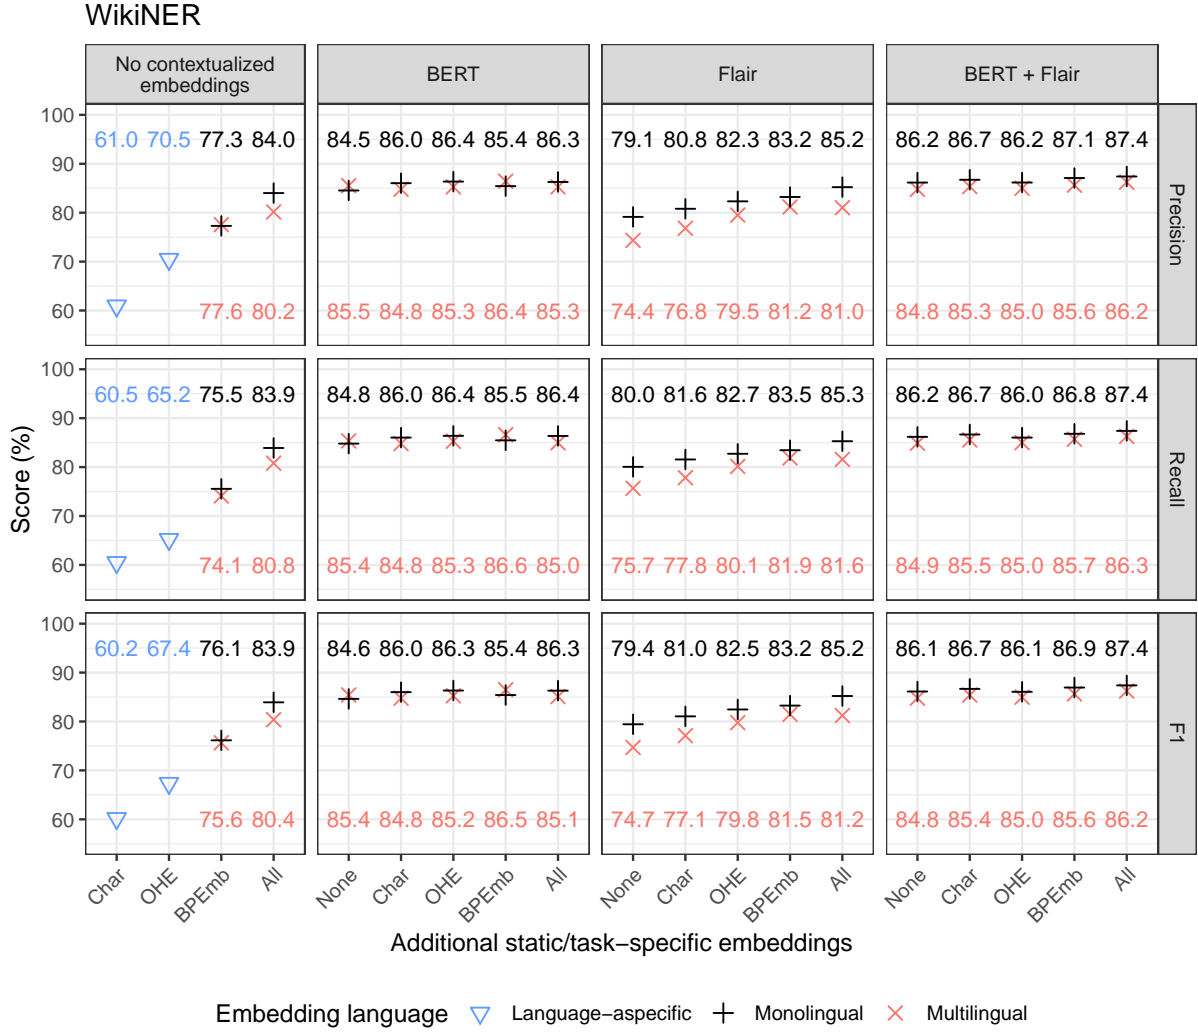 WikiNER
No contextualized
embeddings
BERT
Flair
BERT + Flair
100
90
80
70
60
61.0 70.5 77.3 84.0
84.5 86.0 86.4 85.4 86.3
79.1 80.8 82.3 83.2 85.2
86.2 86.7 86.2 87.1 87.4
77.6 80.2
85.5 84.8 85.3 86.4 85.3
74.4 76.8 79.5 81.2 81.0
84.8 85.3 85.0 85.6 86.2
Precision
Score (%)
100
90
80
70
60
60.5 65.2 75.5 83.9
84.8 86.0 86.4 85.5 86.4
80.0 81.6 82.7 83.5 85.3
86.2 86.7 86.0 86.8 87.4
74.1 80.8
85.4 84.8 85.3 86.6 85.0
75.7 77.8 80.1 81.9 81.6
84.9 85.5 85.0 85.7 86.3
Recall
100
90
80
70
60
60.2 67.4 76.1 83.9
84.6 86.0 86.3 85.4 86.3
79.4 81.0 82.5 83.2 85.2
86.1 86.7 86.1 86.9 87.4
75.6 80.4
85.4 84.8 85.2 86.5 85.1
74.7 77.1 79.8 81.5 81.2
84.8 85.4 85.0 85.6 86.2
F1
Char OHE BPEmb All
None Char OHE BPEmb All
None Char OHE BPEmb All
None Char OHE BPEmb All
Additional static/task−specific embeddings
Embedding language Language−aspecific Monolingual Multilingual